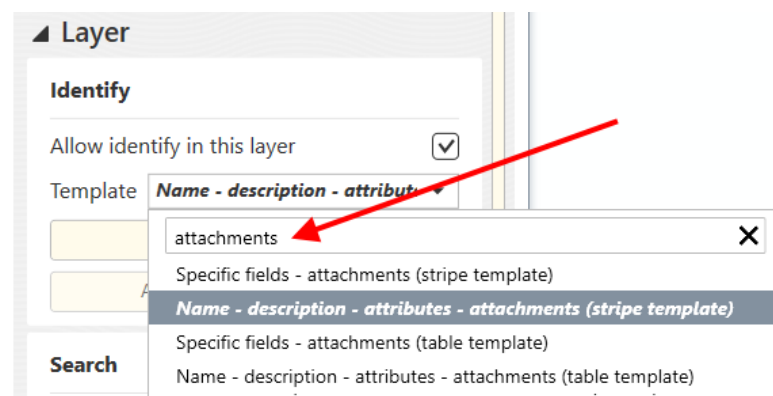 Layer
Identify
Allow identify in this layer
Template Name - description - attribut
attachments
Specific fields - attachments (stripe template)
Name - description - attributes - attachments (stripe template)
Specific fields - attachments (table template)
Search
Name - description - attributes - attachments (table template)